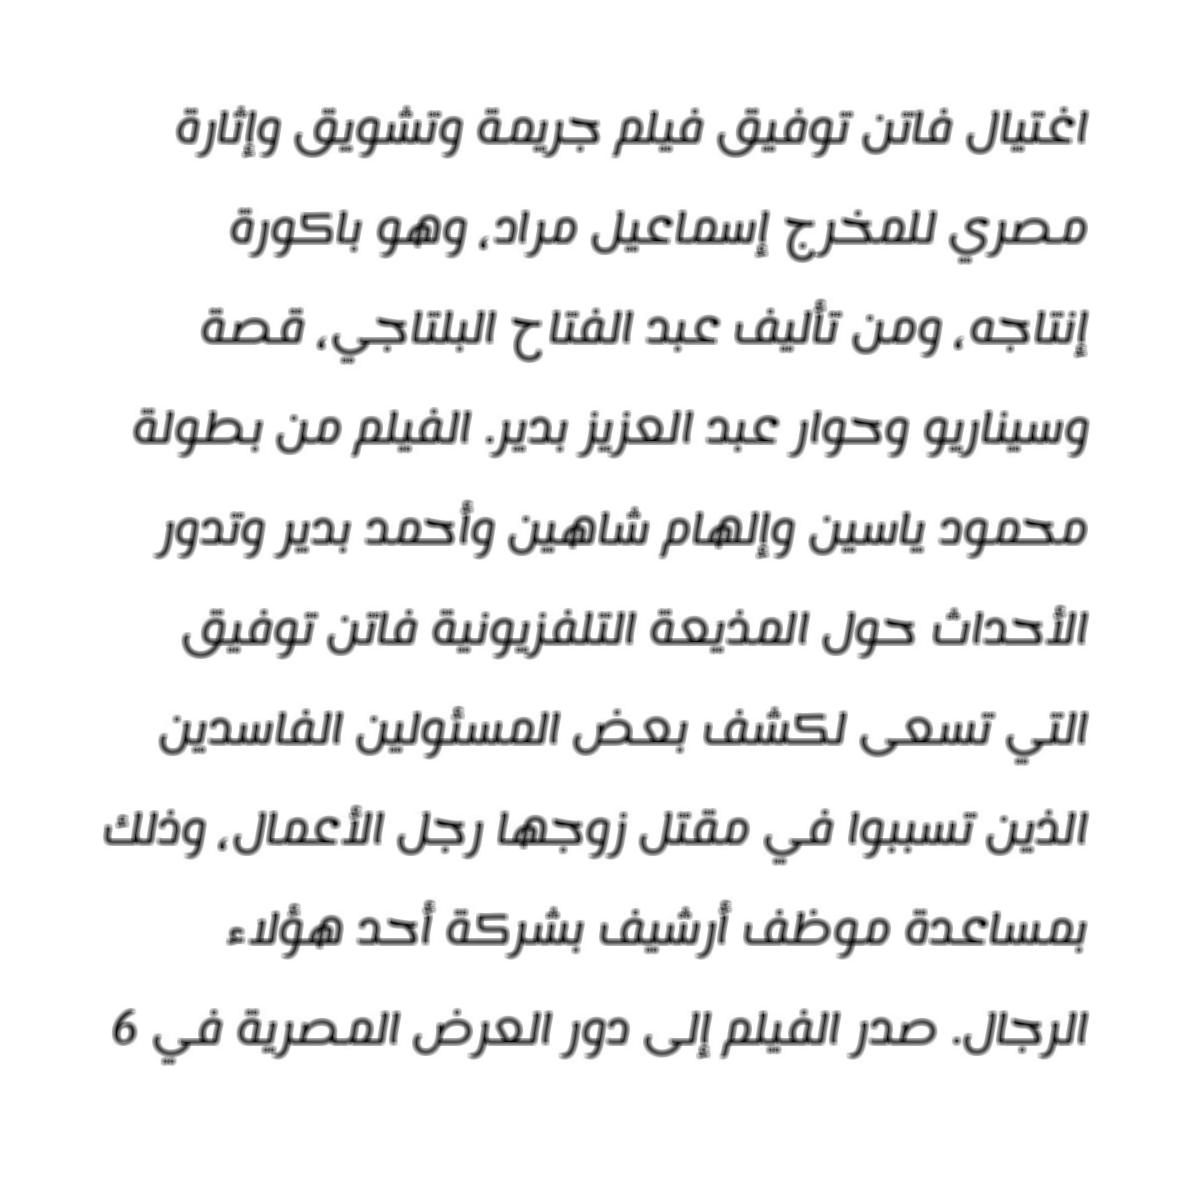 اغتيال فاتن توفيق فيلم جريمة وتشويق وإثارة
مصري للمخرج إسماعيل مراد، وهو باكورة
إنتاجه، ومن تأليف عبد الفتاح البلتاجي، قصة
وسيناريو وحوار عبد العزيز بدير. الفيلم من بطولة
محمود ياسين وإلهام شاهين وأحمد بدير وتدور
الأحداث حول المذيعة التلفزيونية فاتن توفيق
التي تسعى لكشف بعض المسئولين الفاسدين
الذين تسببوا في مقتل زوجها رجل الأعمال، وذلك
بمساعدة موظف أرشيف بشركة أحد هؤلاء
الرجال. صدر الفيلم إلى دور العرض المصرية في 6